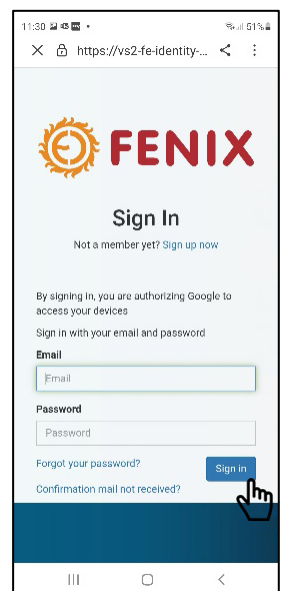 11:30
51%
https://vs2-fe-identity-...
FENIX
Sign In
Not a member yet? Sign up now
By signing in, you are authorizing Google to
access your devices
Sign in with your email and password
Email
Email
Password
Password
Forgot your password?
Sign in
Confirmation mail not received?